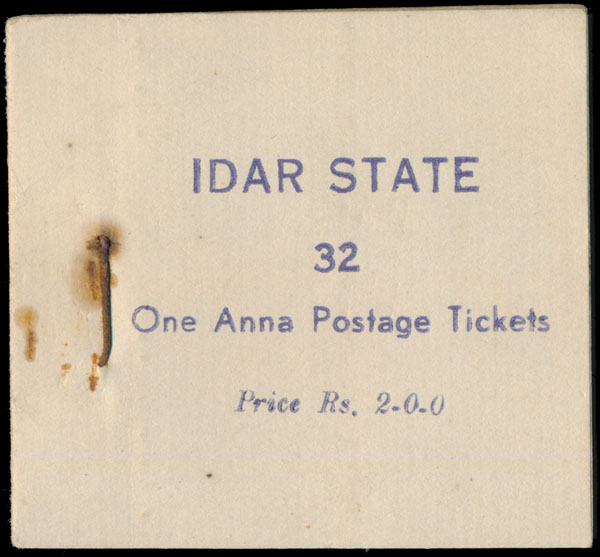 IDAR STATE
32
One Anna Postage Tickets
Price Rs. 2-0-0